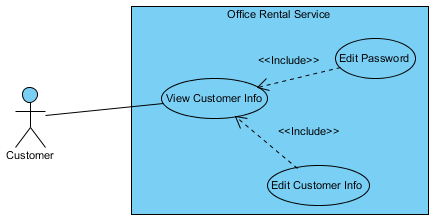 Office Rental Service
<<Include>>
Edit Password
View Customer Info
<<Include>>
Customer
Edit Customer Info